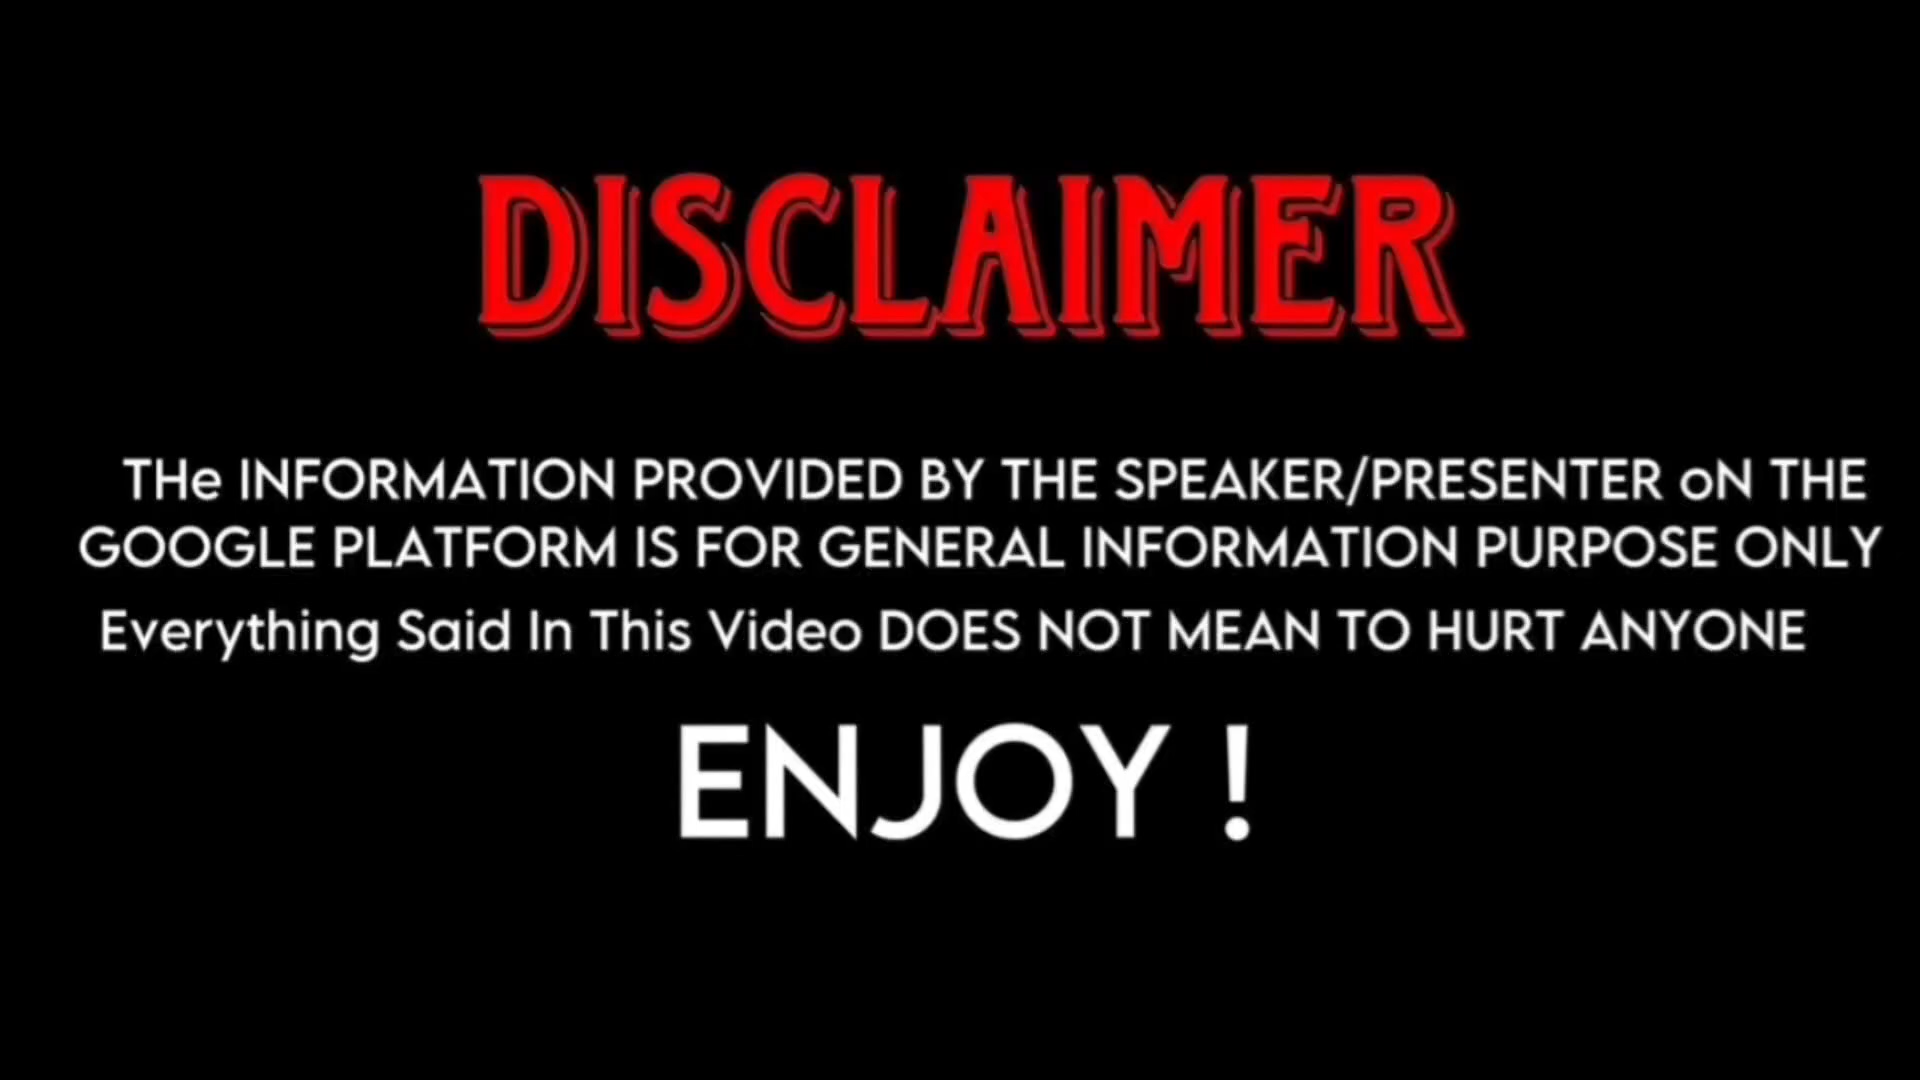 DISCLAIMER
THe INFORMATION PROVIDED BY THE SPEAKER/PRESENTER oN THE
GOOGLE PLATFORM IS FOR GENERAL INFORMATION PURPOSE ONLY
Everything Said In This Video DOES NOT MEAN TO HURT ANYONE
ENJOY !